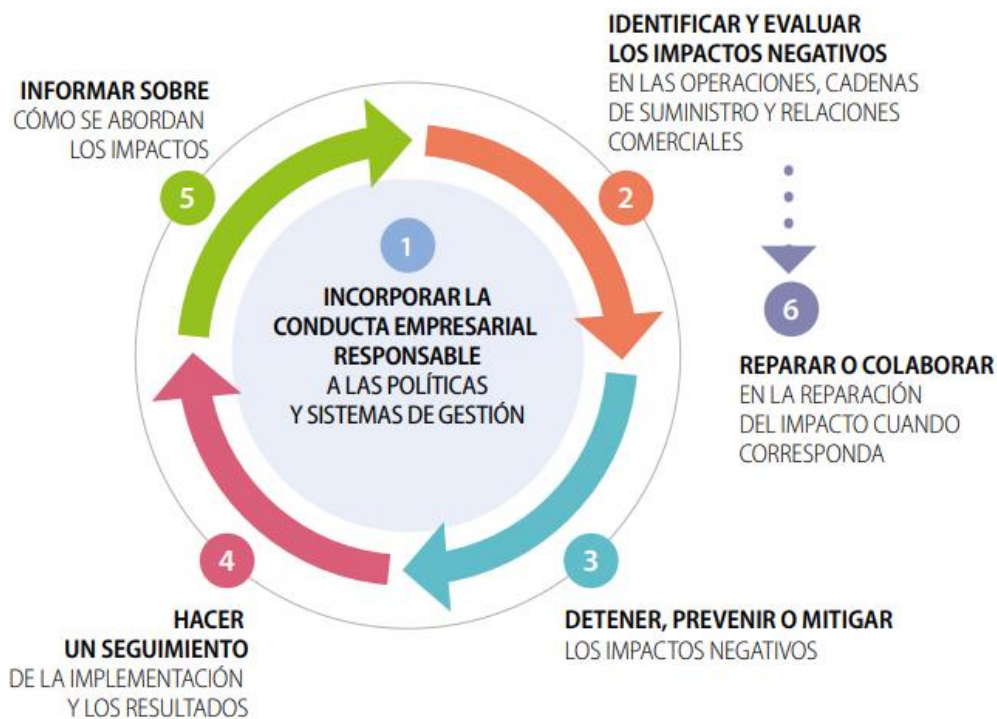 1
INCORPORAR LA
CONDUCTA EMPRESARIAL
RESPONSABLE
A LAS POLÍTICAS
Y SISTEMAS DE GESTIÓN
IDENTIFICAR Y EVALUAR
LOS IMPACTOS NEGATIVOS
EN LAS OPERACIONES, CADENAS
DE SUMINISTRO Y RELACIONES
COMERCIALES
2
3
DETENER, PREVENIR O MITIGAR
LOS IMPACTOS NEGATIVOS
4
HACER
UN SEGUIMIENTO
DE LA IMPLEMENTACIÓN
Y LOS RESULTADOS
INFORMAR SOBRE
CÓMO SE ABORDAN
LOS IMPACTOS
5
6
REPARAR O COLABORAR
EN LA REPARACIÓN
DEL IMPACTO CUANDO
CORRESPONDA